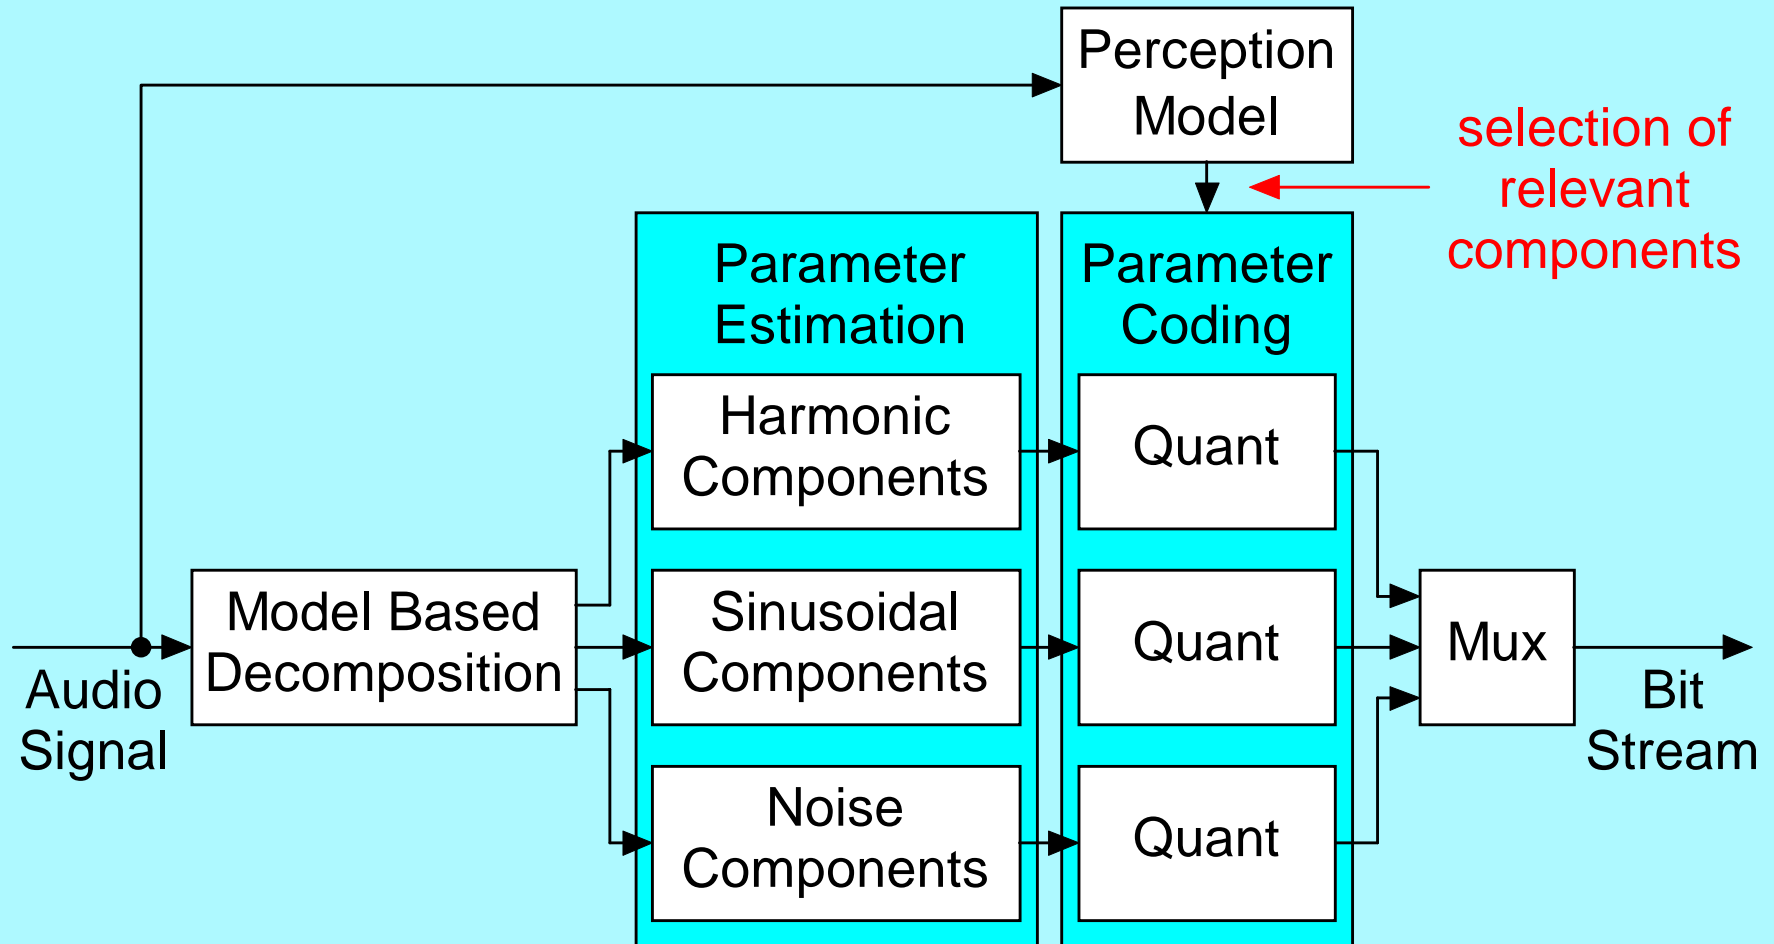 Perception
Model
selection of
relevant
components
Parameter
Estimation
Parameter
Coding
Harmonic
Components
Quant
Model Based
Decomposition
Sinusoidal
Components
Quant
Mux
Audio
Signal
Bit
Stream
Noise
Components
Quant